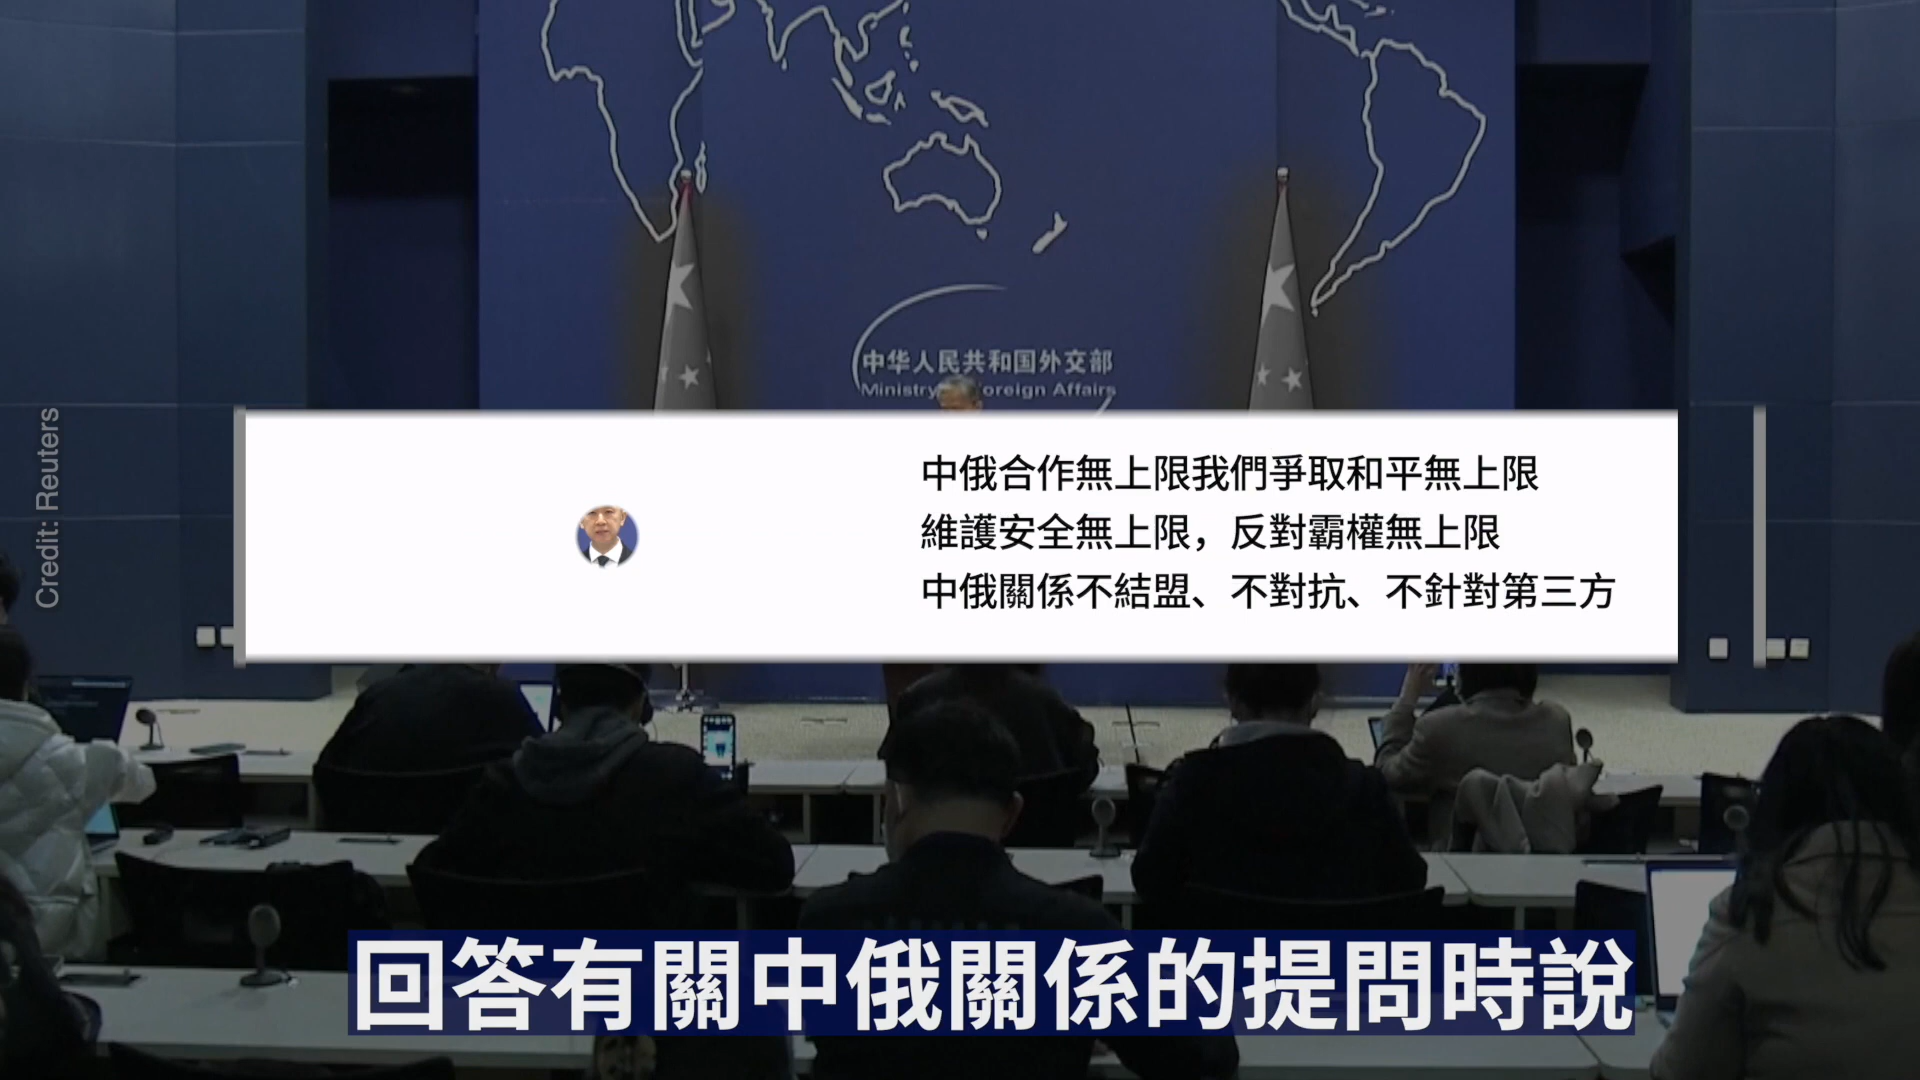 中华人民共和国外交部
Ministry oreign Affairs
Credit: Reuters
中俄合作無上限我們爭取和平無上限
維護安全無上限，反對霸權無上限
中俄關係不結盟、不對抗、不針對第三方
回答有關中俄關係的提問時說